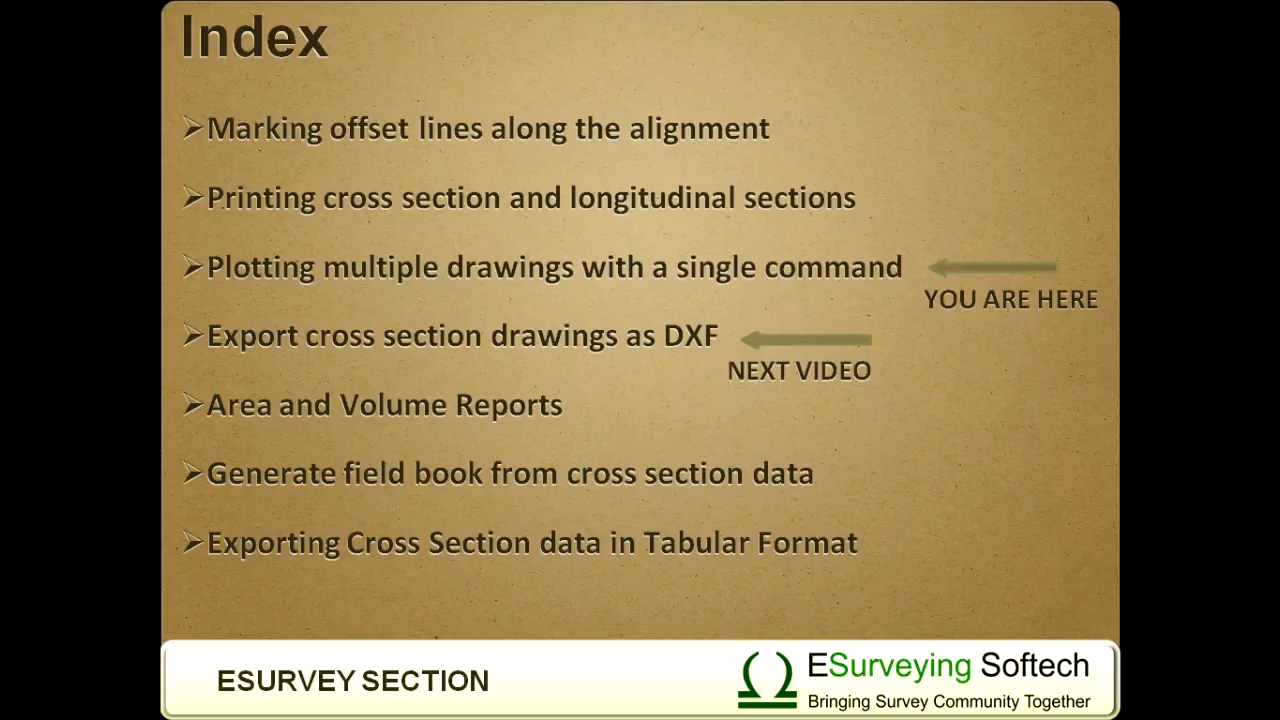 Index
Marking offset lines along the alignment
Printing cross section and longitudinal sections
Plotting multiple drawings with a single command
YOU ARE HERE
Export cross section drawings as DXF
NEXT VIDEO
Area and Volume Reports
Generate field book from cross section data
Exporting Cross Section data in Tabular Format
ESURVEY SECTION
ESurveying Softech
Bringing Survey Community Together